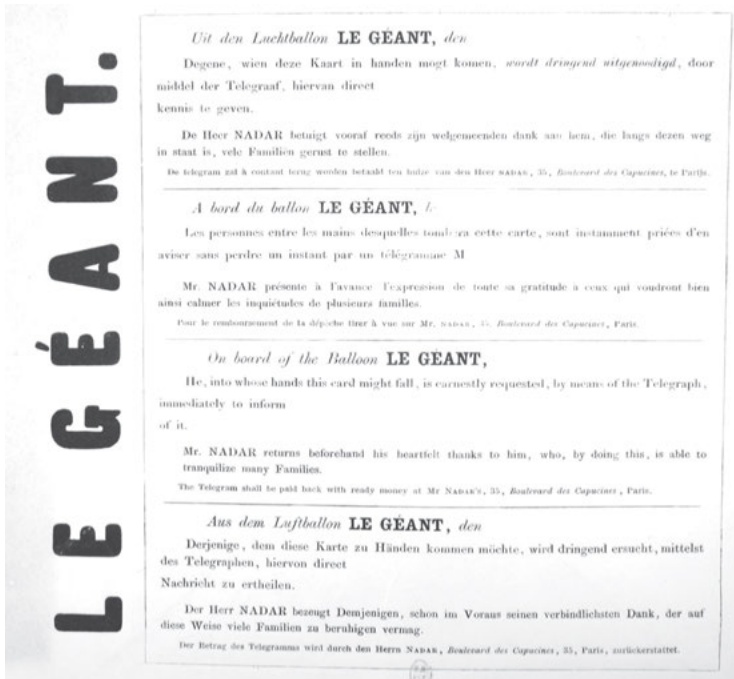 LE GÉANT.
Uit den Luchtballon LE GÉANT, den
Degene, wien deze Kaart in handen mogt komen, wordt dringend uitgenoodigd, door
middel der Telegraaf, hiervan direct
kennis te geven.
De Heer NADAR betuigt vooraf reeds zijn welgemeenden dank aan hem, die langs dezen weg
in staat is, vele Familien gerust te stellen.
De telegram zal à contant terug worden betaald ten huize van den Heer NADAR, 35, Boulevard des Capucines, te Parijs.
A bord du ballon LE GÉANT,
Les personnes entre les mains desquelles tombera cette carte, sont instamment priées d'en
aviser sans perdre un instant par un télégramme M
Mr. NADAR présente à l'avance l'expression de toute sa gratitude à ceux qui voudront bien
ainsi calmer les inquiétudes de plusieurs familles.
Pour le remboursement de la dépêche tirer à vue sur Mr. NADAR, 35, Boulevard des Capucines, Paris.
On board of the Balloon LE GÉANT,
He, into whose hands this card might fall, is earnestly requested, by means of the Telegraph,
immediately to inform
of it.
Mr. NADAR returns beforehand his heartfelt thanks to him, who, by doing this, is able to
tranquilize many Families.
The Telegram shall be paid back with ready money at Mr NADAR'S, 35, Boulevard des Capucines, Paris.
Aus dem Luftballon LE GÉANT, den
Derjenige, dem diese Karte zu Händen kommen möchte, wird dringend ersucht, mittelst
des Telegraphen, hiervon direct
Nachricht zu ertheilen.
Der Herr NADAR bezeugt Demjenigen, schon im Voraus seinen verbindlichsten Dank, der auf
diese Weise viele Familien zu beruhigen vermag.
Der Betrag des Telegramms wird durch den Herrn NADAR, Boulevard des Capucines, 35, Paris, zurückerstattet.